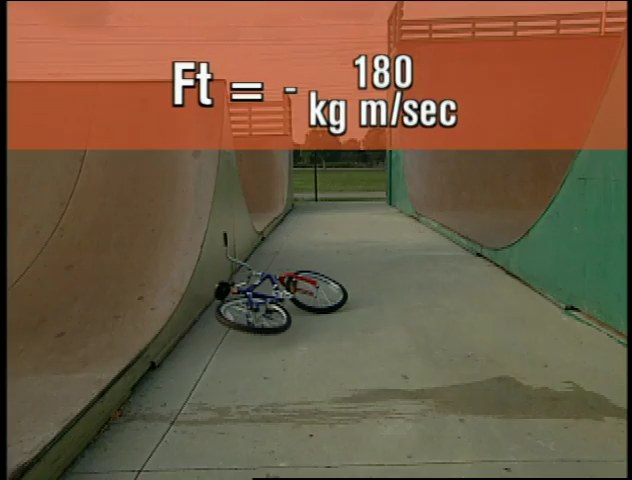 Ft = - 180
kg m/sec